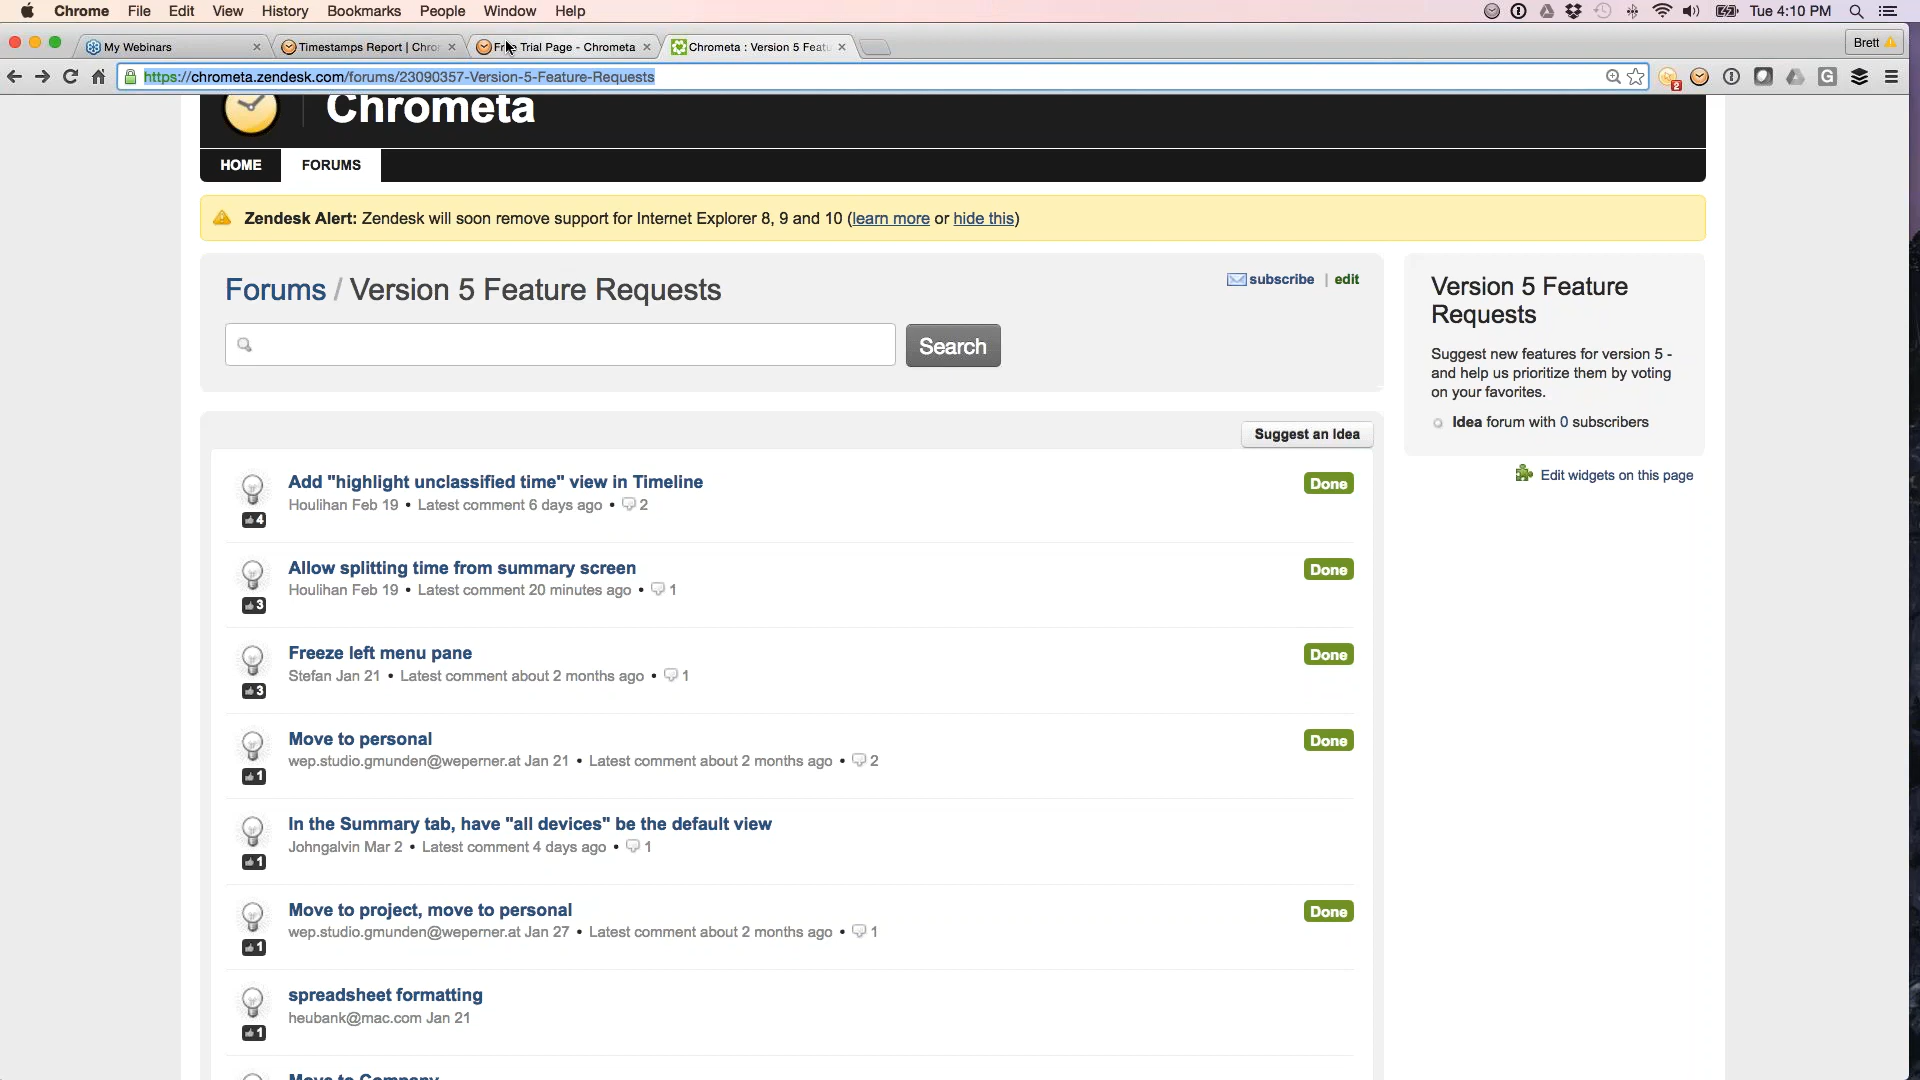 Chrome File Edit View History Bookmarks People Window Help Tue 4:10 PM
My Webinars Timestamps Report | Chror Free Trial Page - Chrometa Chrometa : Version 5 Featu Brett
https://chrometa.zendesk.com/forums/23090357-Version-5-Feature-Requests 2
Chrometa
HOME FORUMS
Zendesk Alert: Zendesk will soon remove support for Internet Explorer 8, 9 and 10 (learn more or hide this)
Forums / Version 5 Feature Requests
subscribe | edit
Search
Version 5 Feature
Requests
Suggest new features for version 5 -
and help us prioritize them by voting
on your favorites.
Idea forum with 0 subscribers
Edit widgets on this page
Suggest an Idea
Add "highlight unclassified time" view in Timeline Done
Houlihan Feb 19 • Latest comment 6 days ago • 2
4
Allow splitting time from summary screen Done
Houlihan Feb 19 • Latest comment 20 minutes ago • 1
3
Freeze left menu pane Done
Stefan Jan 21 • Latest comment about 2 months ago • 1
3
Move to personal Done
wep.studio.gmunden@weperner.at Jan 21 • Latest comment about 2 months ago • 2
1
In the Summary tab, have "all devices" be the default view
Johngalvin Mar 2 • Latest comment 4 days ago • 1
1
Move to project, move to personal Done
wep.studio.gmunden@weperner.at Jan 27 • Latest comment about 2 months ago • 1
1
spreadsheet formatting
heubank@mac.com Jan 21
1
Move to Company